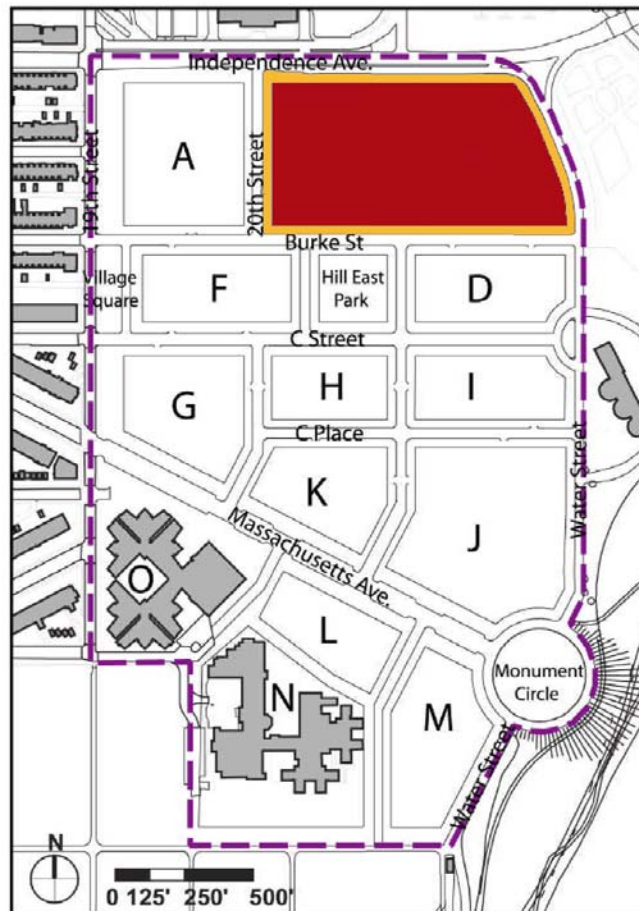 Independence Ave.
19th Street
A
20th Street
Burke St
Village
Square
F
Hill East
Park
D
C Street
G
H
I
C Place
K
J
Water Street
Massachusetts Ave.
O
L
N
M
Monument
Circle
Water Street
N
0 125' 250' 500'